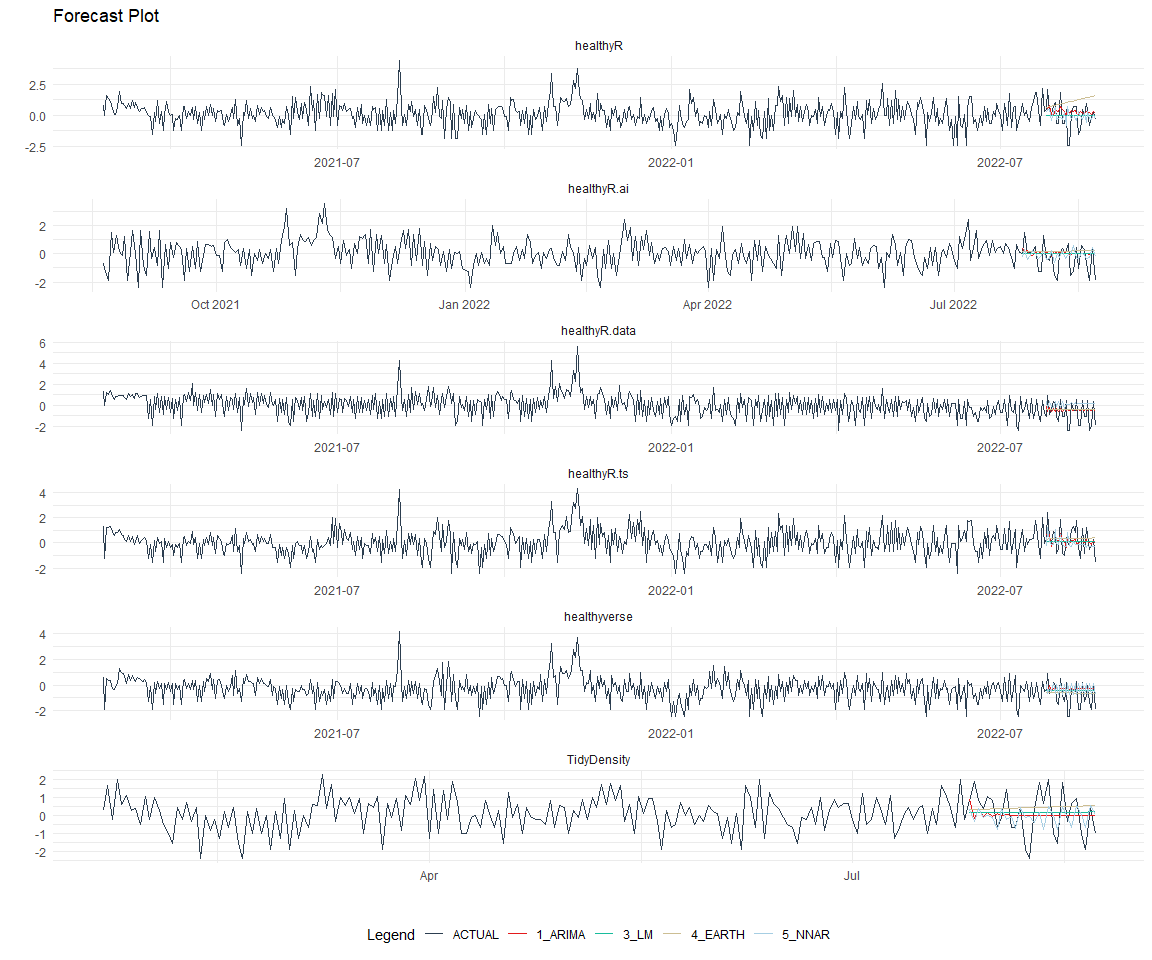 Forecast Plot
healthyR
2.5
0.0
-2.5
2021-07 2022-01 2022-07
healthyR.ai
2
0
-2
Oct 2021 Jan 2022 Apr 2022 Jul 2022
healthyR.data
6
4
2
0
-2
2021-07 2022-01 2022-07
healthyR.ts
4
2
0
-2
2021-07 2022-01 2022-07
healthyverse
4
2
0
-2
2021-07 2022-01 2022-07
TidyDensity
2
1
0
-1
-2
Apr Jul
Legend ACTUAL 1_ARIMA 3_LM 4_EARTH 5_NNAR